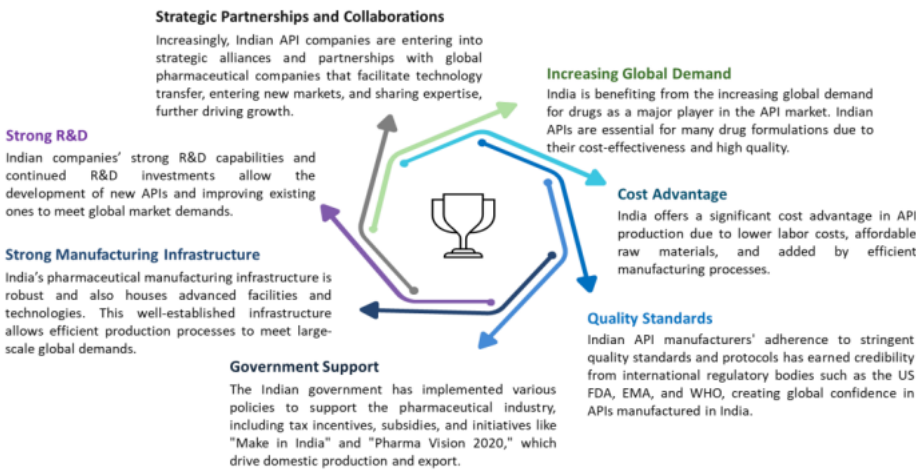 Strategic Partnerships and Collaborations
Increasingly, Indian API companies are entering into
strategic alliances and partnerships with global
pharmaceutical companies that facilitate technology
transfer, entering new markets, and sharing expertise,
further driving growth.
Increasing Global Demand
India is benefiting from the increasing global demand
for drugs as a major player in the API market. Indian
APIs are essential for many drug formulations due to
their cost-effectiveness and high quality.
Strong R&D
Indian companies' strong R&D capabilities and
continued R&D investments allow the
development of new APIs and improving existing
ones to meet global market demands.
Cost Advantage
India offers a significant cost advantage in API
production due to lower labor costs, affordable
raw materials, and added by efficient
manufacturing processes.
Strong Manufacturing Infrastructure
India's pharmaceutical manufacturing infrastructure is
robust and also houses advanced facilities and
technologies. This well-established infrastructure
allows efficient production processes to meet large-
scale global demands.
Quality Standards
Indian API manufacturers' adherence to stringent
quality standards and protocols has earned credibility
from international regulatory bodies such as the US
FDA, EMA, and WHO, creating global confidence in
APIs manufactured in India.
Government Support
The Indian government has implemented various
policies to support the pharmaceutical industry,
including tax incentives, subsidies, and initiatives like
"Make in India" and "Pharma Vision 2020," which
drive domestic production and export.